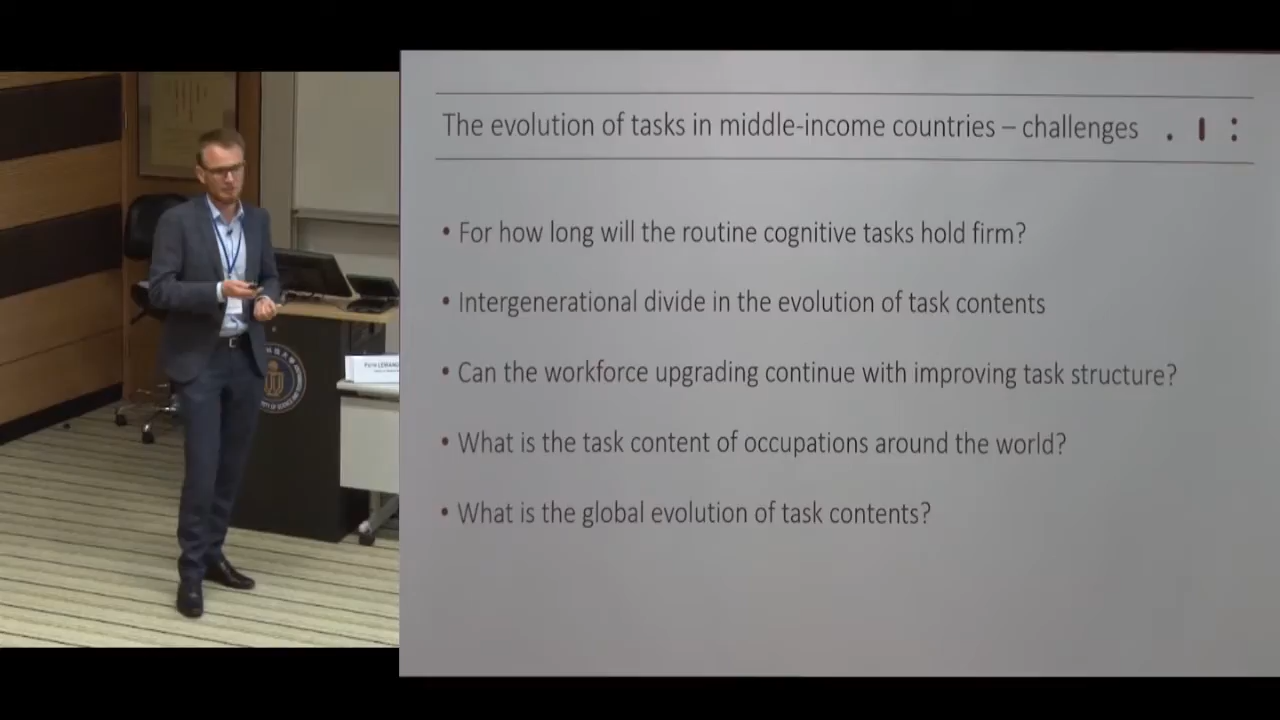 The evolution of tasks in middle-income countries – challenges
• For how long will the routine cognitive tasks hold firm?
• Intergenerational divide in the evolution of task contents
• Can the workforce upgrading continue with improving task structure?
• What is the task content of occupations around the world?
• What is the global evolution of task contents?